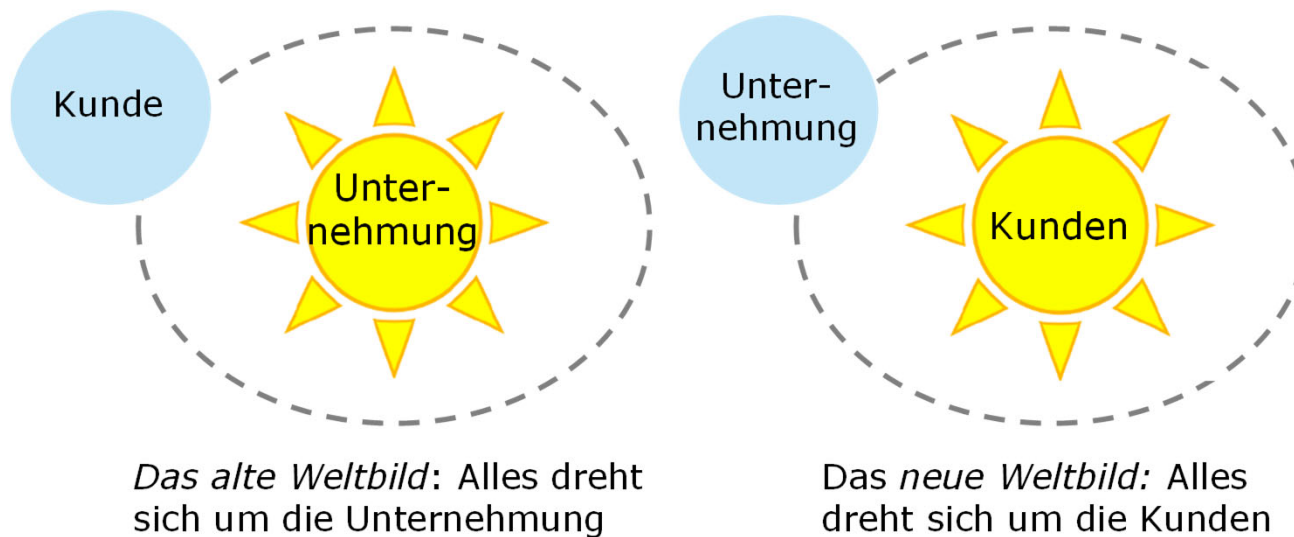 Kunde
Unter-
nehmung
Das alte Weltbild: Alles dreht
sich um die Unternehmung
Unter-
nehmung
Kunden
Das neue Weltbild: Alles
dreht sich um die Kunden